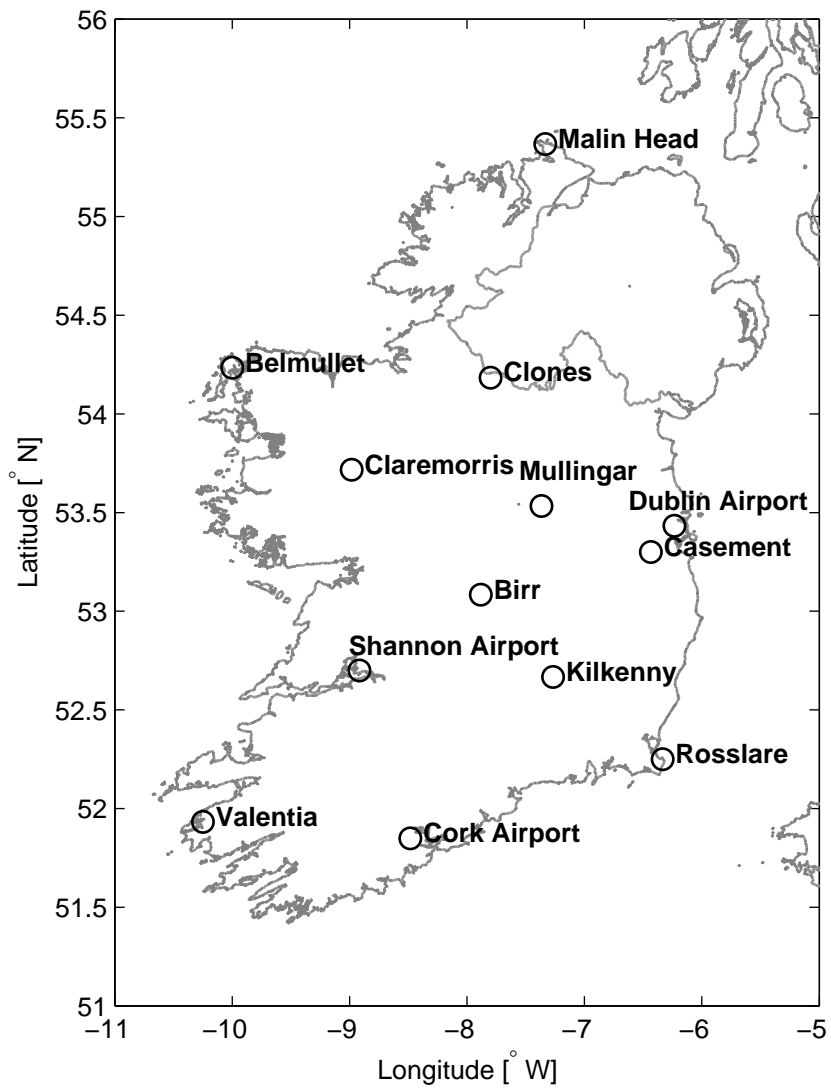 56
55.5
55
54.5
54
53.5
53
52.5
52
51.5
51
Latitude [° N]
Malin Head
Belmullet
Clones
Claremorris
Mullingar
Dublin Airport
Casement
Birr
Shannon Airport
Kilkenny
Rosslare
Valentia
Cork Airport
−11 −10 −9 −8 −7 −6 −5
Longitude [° W]